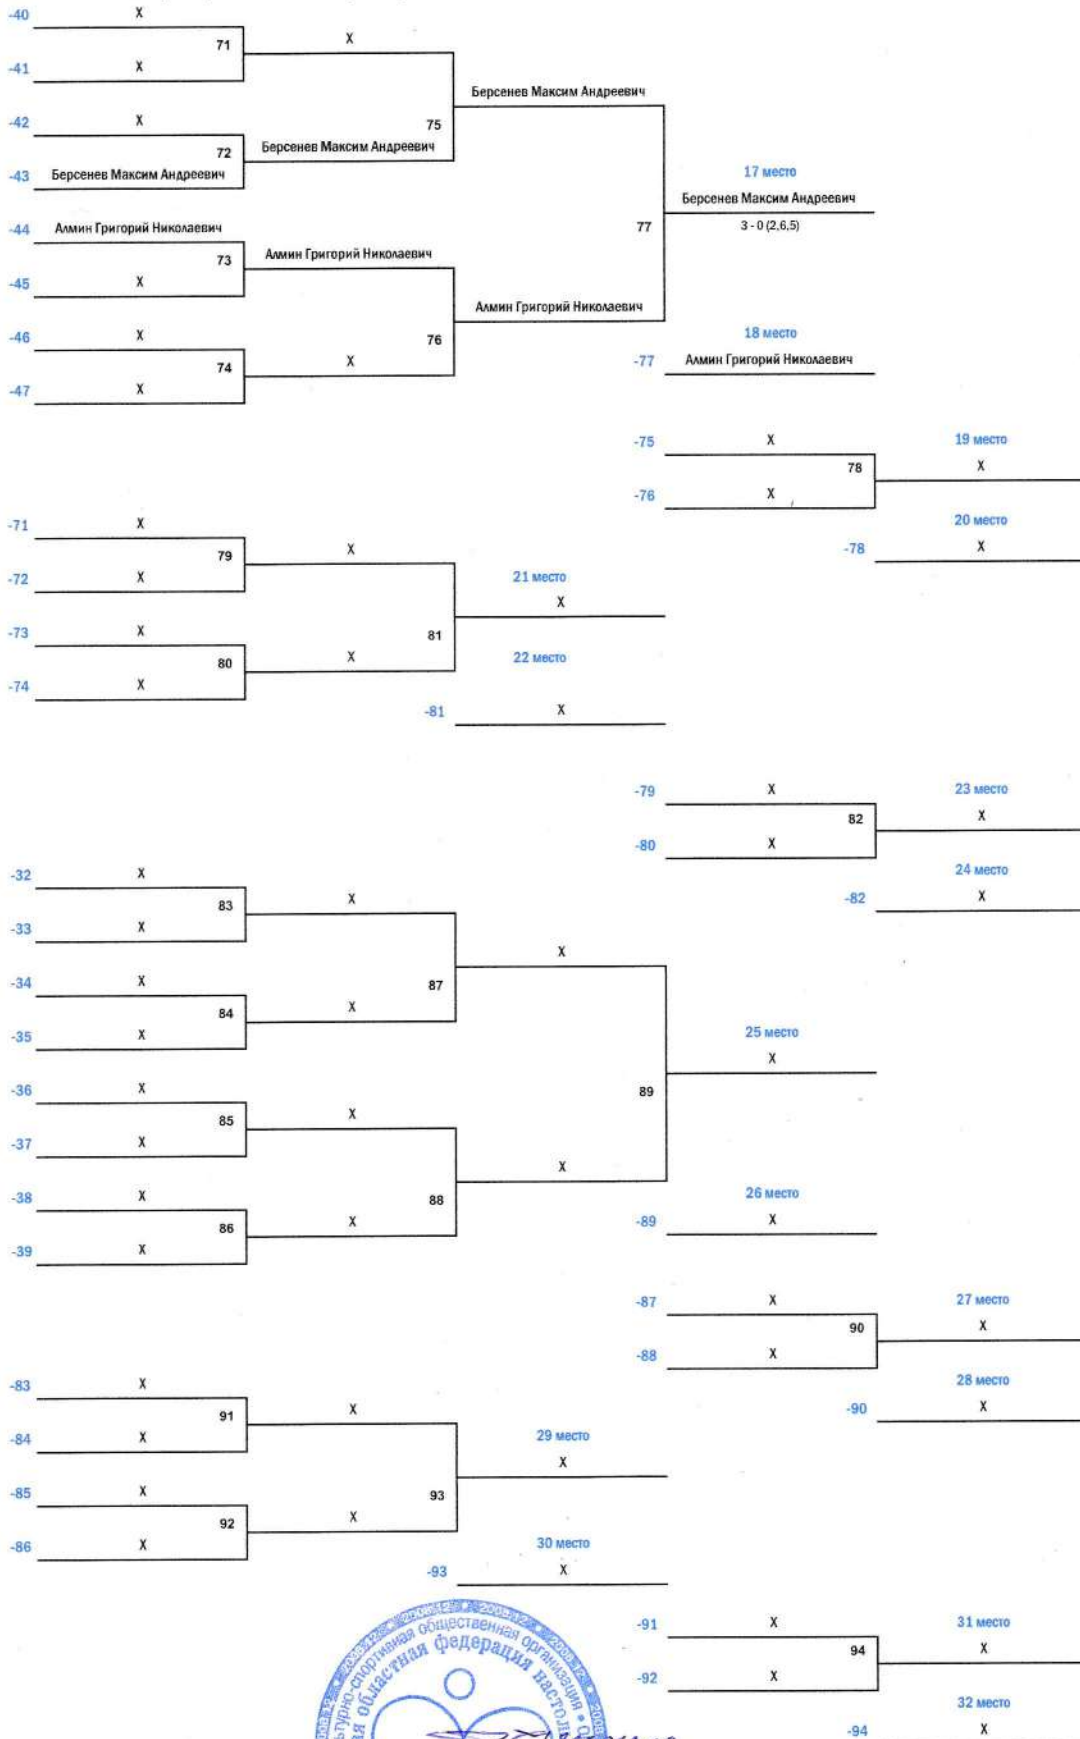 -40 X
71 X
-41 X
Берсенев Максим Андреевич
-42 X
75
72 Берсенев Максим Андреевич
-43 Берсенев Максим Андреевич
17 место
Берсенев Максим Андреевич
77 3 - 0 (2,6,5)
-44 Алмин Григорий Николаевич
73 Алмин Григорий Николаевич
-45 X
Алмин Григорий Николаевич
-46 X
76
18 место
74 X
-77 Алмин Григорий Николаевич
-47 X
-75 X
19 место
78 X
-76 X
20 место
-78 X
-71 X
79 X
-72 X
21 место
X
-73 X
81
80 X
22 место
-74 X
-81 X
-79 X
23 место
82 X
-80 X
24 место
-82 X
-32 X
83 X
-33 X
X
-34 X
87
84 X
-35 X
25 место
X
89
-36 X
85 X
-37 X
X
-38 X
88
86 X
-39 X
26 место
-89 X
-87 X
27 место
90 X
-88 X
28 место
-90 X
-83 X
91 X
-84 X
29 место
X
-85 X
93
92 X
-86 X
30 место
-93 X
-91 X
31 место
94 X
-92 X
32 место
-94 X
спортивная общественная организация
областная федерация